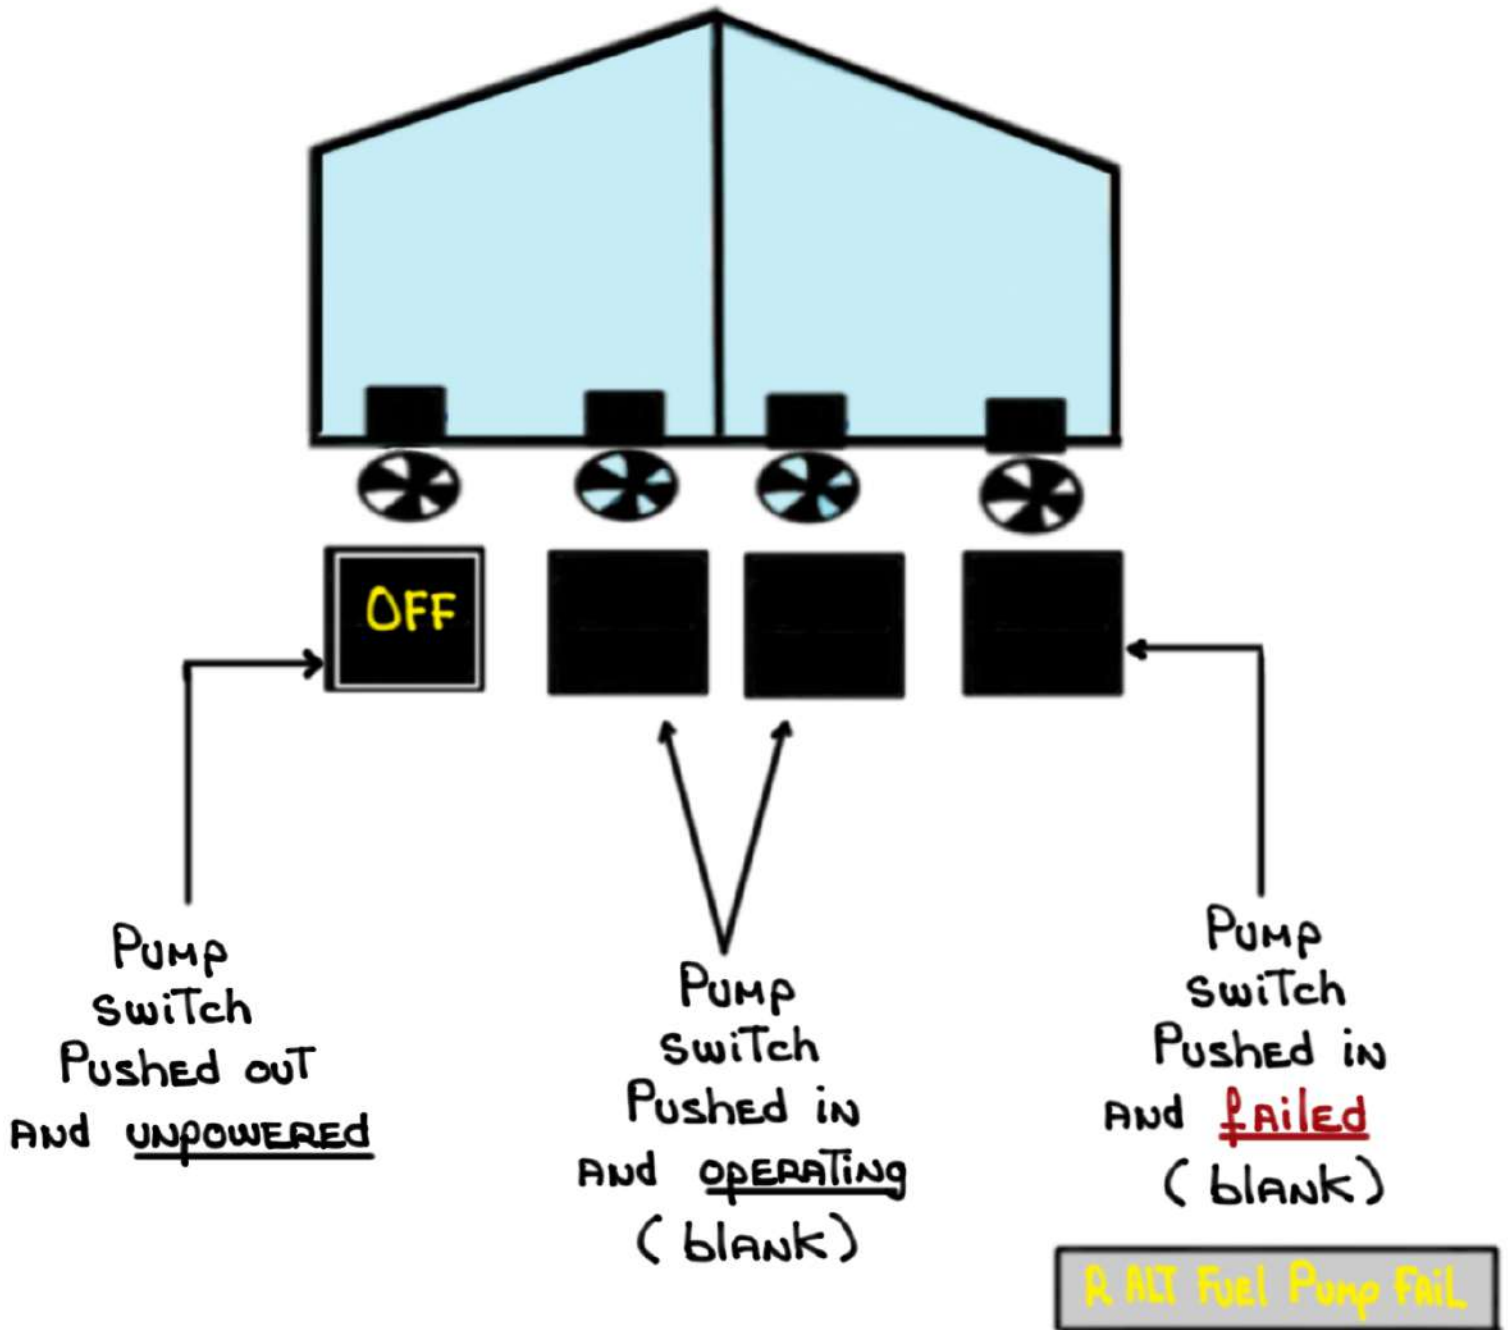 OFF
Pump
switch
Pushed out
and unpowered
Pump
switch
Pushed in
and operating
(blank)
Pump
switch
Pushed in
and failed
(blank)
R ALT Fuel Pump Fail